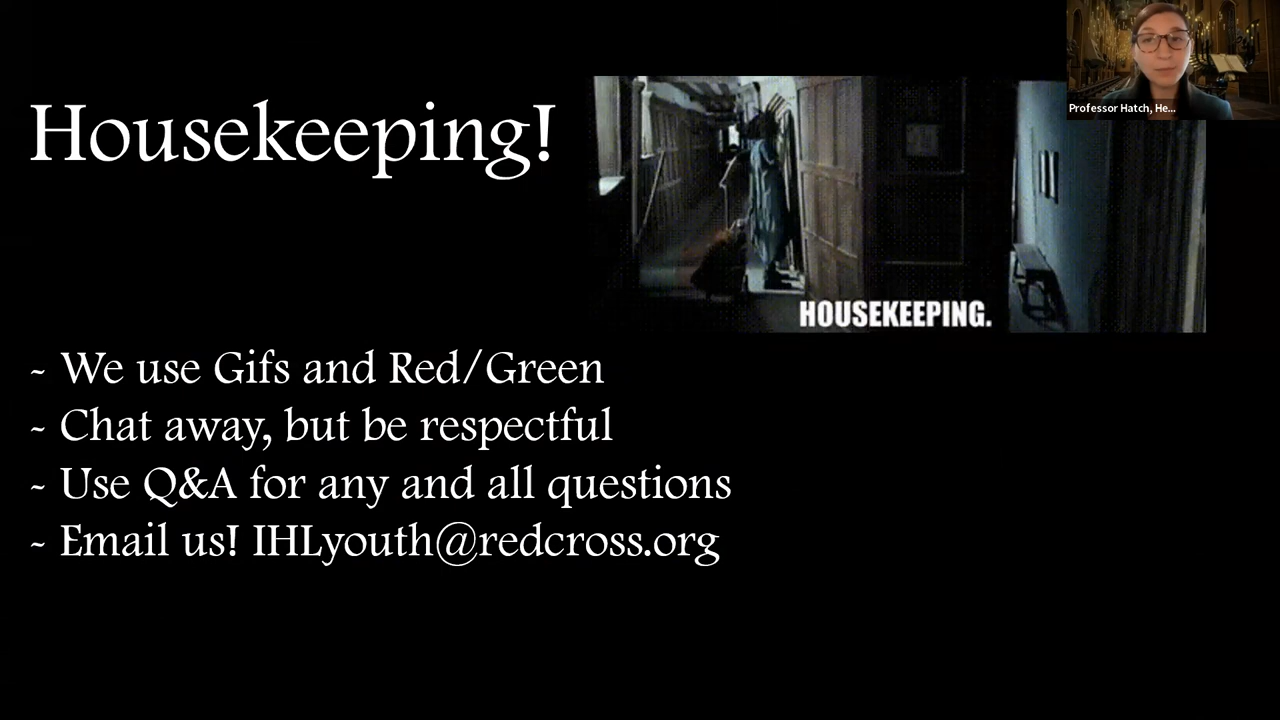 Professor Hatch, He...
Housekeeping!
HOUSEKEEPING.
~ We use Gifs and Red/Green
~ Chat away, but be respectful
~ Use Q&A for any and all questions
~ Email us! IHLyouth@redcross.org